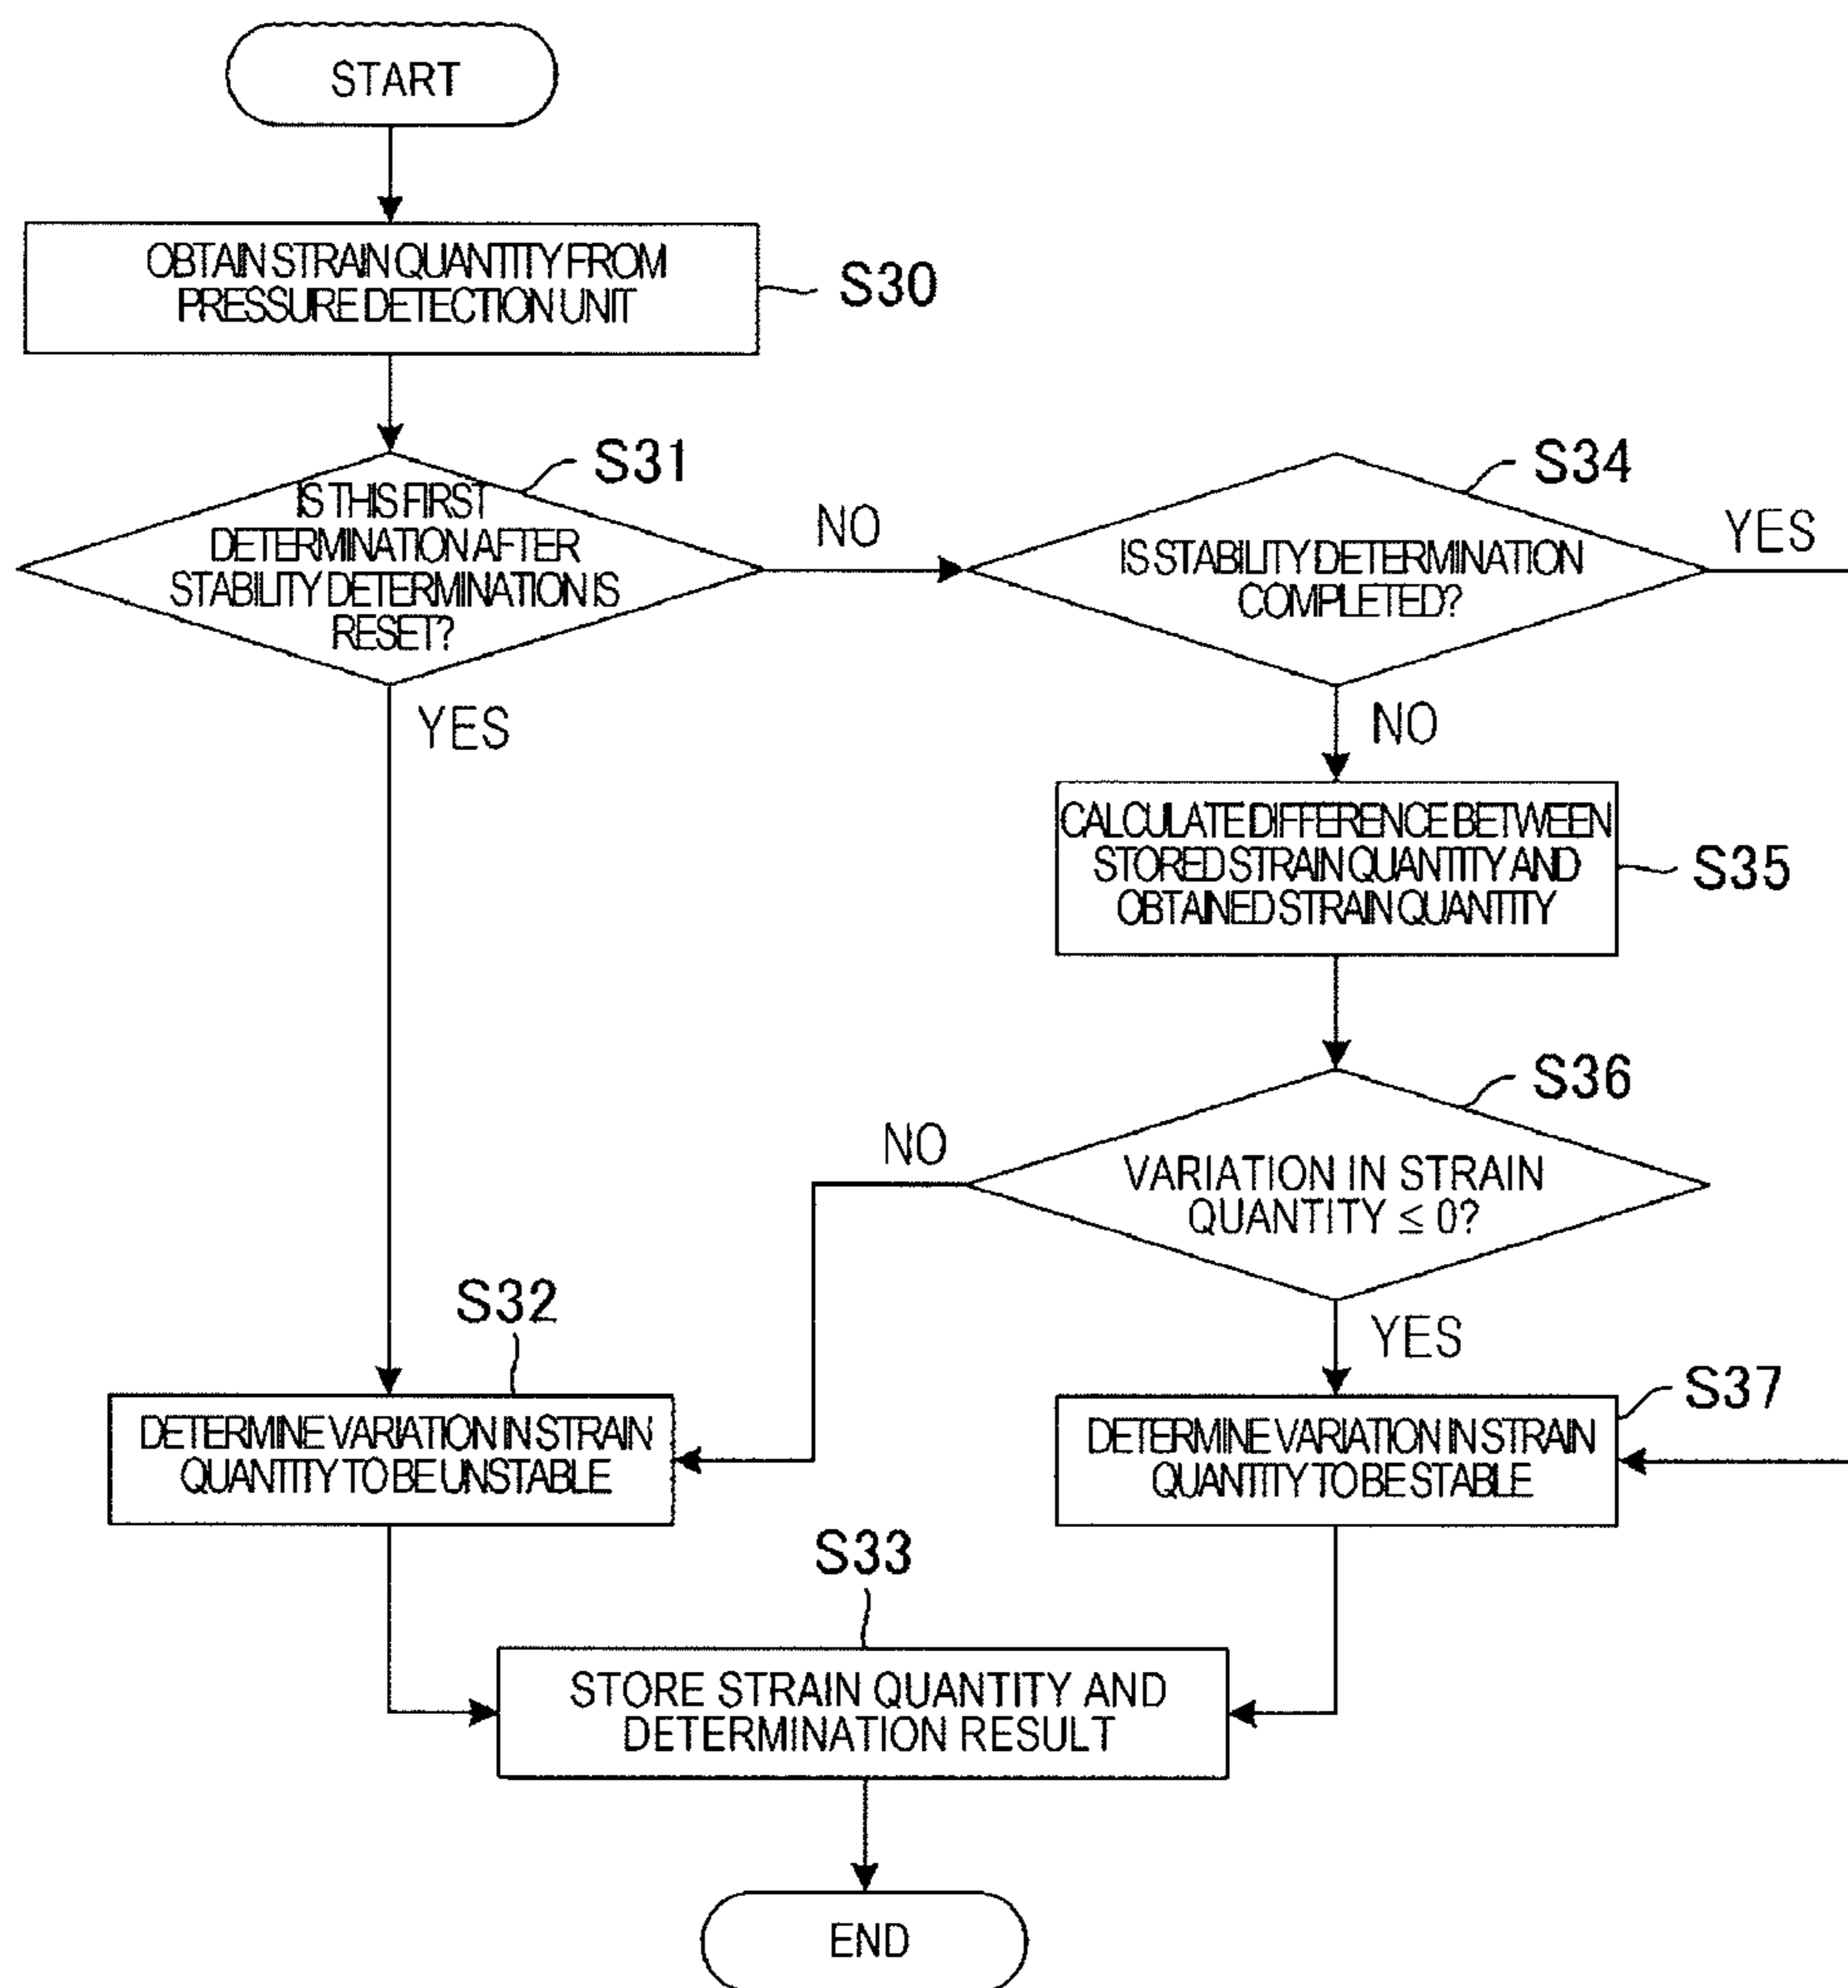 START
OBTAIN STRAIN QUANTITY FROM
PRESSURE DETECTION UNIT
S30
S31
IS THIS FIRST
DETERMINATION AFTER
STABILITY DETERMINATION IS
RESET?
NO
YES
S34
IS STABILITY DETERMINATION
COMPLETED?
YES
NO
CALCULATE DIFFERENCE BETWEEN
STORED STRAIN QUANTITY AND
OBTAINED STRAIN QUANTITY
S35
S36
VARIATION IN STRAIN
QUANTITY ≤ 0?
NO
YES
S32
DETERMINE VARIATION IN STRAIN
QUANTITY TO BE UNSTABLE
S37
DETERMINE VARIATION IN STRAIN
QUANTITY TO BE STABLE
S33
STORE STRAIN QUANTITY AND
DETERMINATION RESULT
END